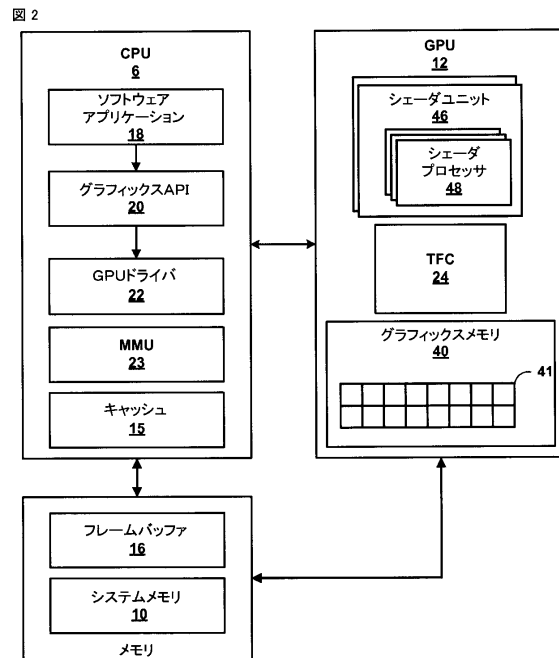 図 2
CPU
6
ソフトウェア
アプリケーション
18
グラフィックスAPI
20
GPUドライバ
22
MMU
23
キャッシュ
15
フレームバッファ
16
システムメモリ
10
メモリ
GPU
12
シェーダユニット
46
シェーダ
プロセッサ
48
TFC
24
グラフィックスメモリ
40
41